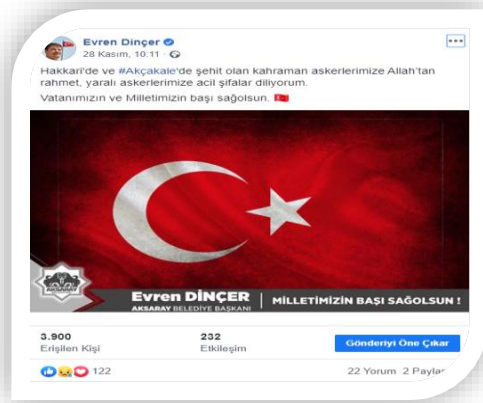 Evren Dinçer
28 Kasım, 10:11 ·
Hakkari'de ve #Akçakale'de şehit olan kahraman askerlerimize Allah'tan
rahmet, yaralı askerlerimize acil şifalar diliyorum.
Vatanımızın ve Milletimizin başı sağolsun.
Evren DİNÇER
AKSARAY BELEDİYE BAŞKANI
MİLLETİMİZİN BAŞI SAĞOLSUN !
3.900
Erişilen Kişi
232
Etkileşim
Gönderiyi Öne Çıkar
122
22 Yorum 2 Paylaş